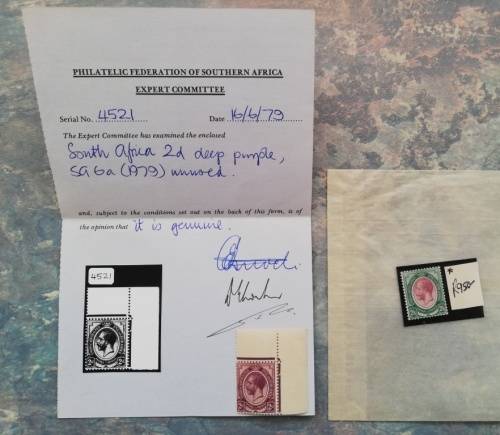 PHILATELIC FEDERATION OF SOUTHERN AFRICA
EXPERT COMMITTEE
Serial No. 4521 Date 16/6/79
The Expert Committee has examined the enclosed
South Africa 2d deep purple,
SG 6a (1979) unused.
and, subject to the conditions set out on the back of this form, is of
the opinion that it is genuine.
4521
*